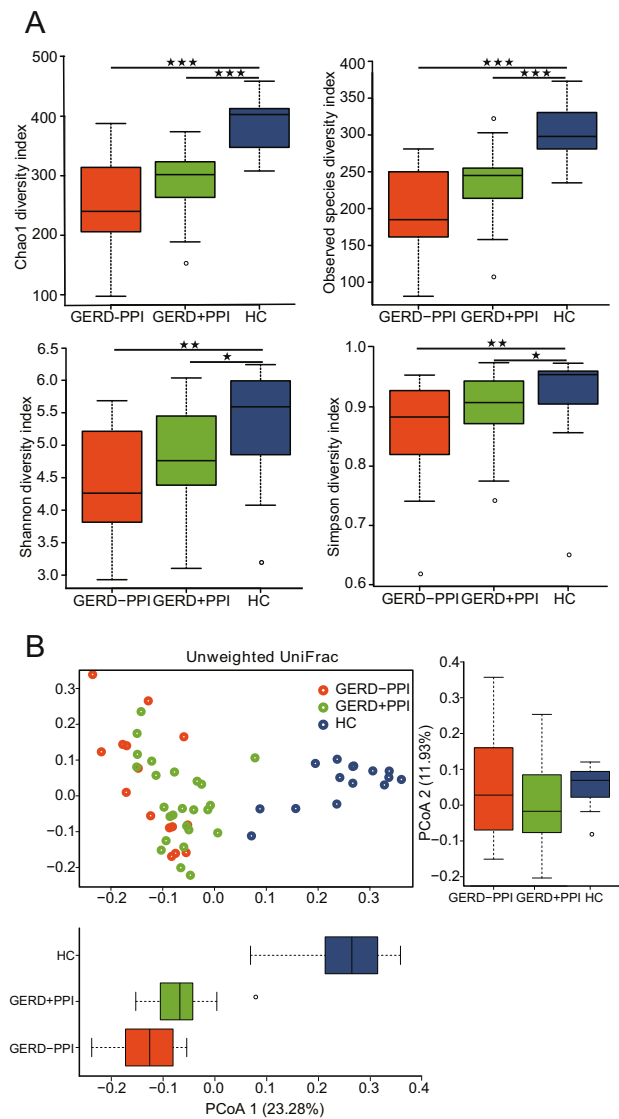 A
Chao1 diversity index
500
400
300
200
100
★★★
★★★
GERD-PPI GERD+PPI HC
Observed species diversity index
400
350
300
250
200
150
100
★★★
★★★
GERD−PPI GERD+PPI HC
Shannon diversity index
6.5
6.0
5.5
5.0
4.5
4.0
3.5
3.0
★★
★
GERD−PPI GERD+PPI HC
Simpson diversity index
1.0
0.9
0.8
0.7
0.6
★★
★
GERD−PPI GERD+PPI HC
B
Unweighted UniFrac
0.3
0.2
0.1
0.0
−0.1
−0.2
GERD−PPI
GERD+PPI
HC
−0.2 −0.1 0.0 0.1 0.2 0.3
PCoA 2 (11.93%)
0.4
0.3
0.2
0.1
0.0
−0.1
−0.2
GERD−PPI GERD+PPI HC
HC
GERD+PPI
GERD−PPI
−0.2 −0.1 0.0 0.1 0.2 0.3 0.4
PCoA 1 (23.28%)